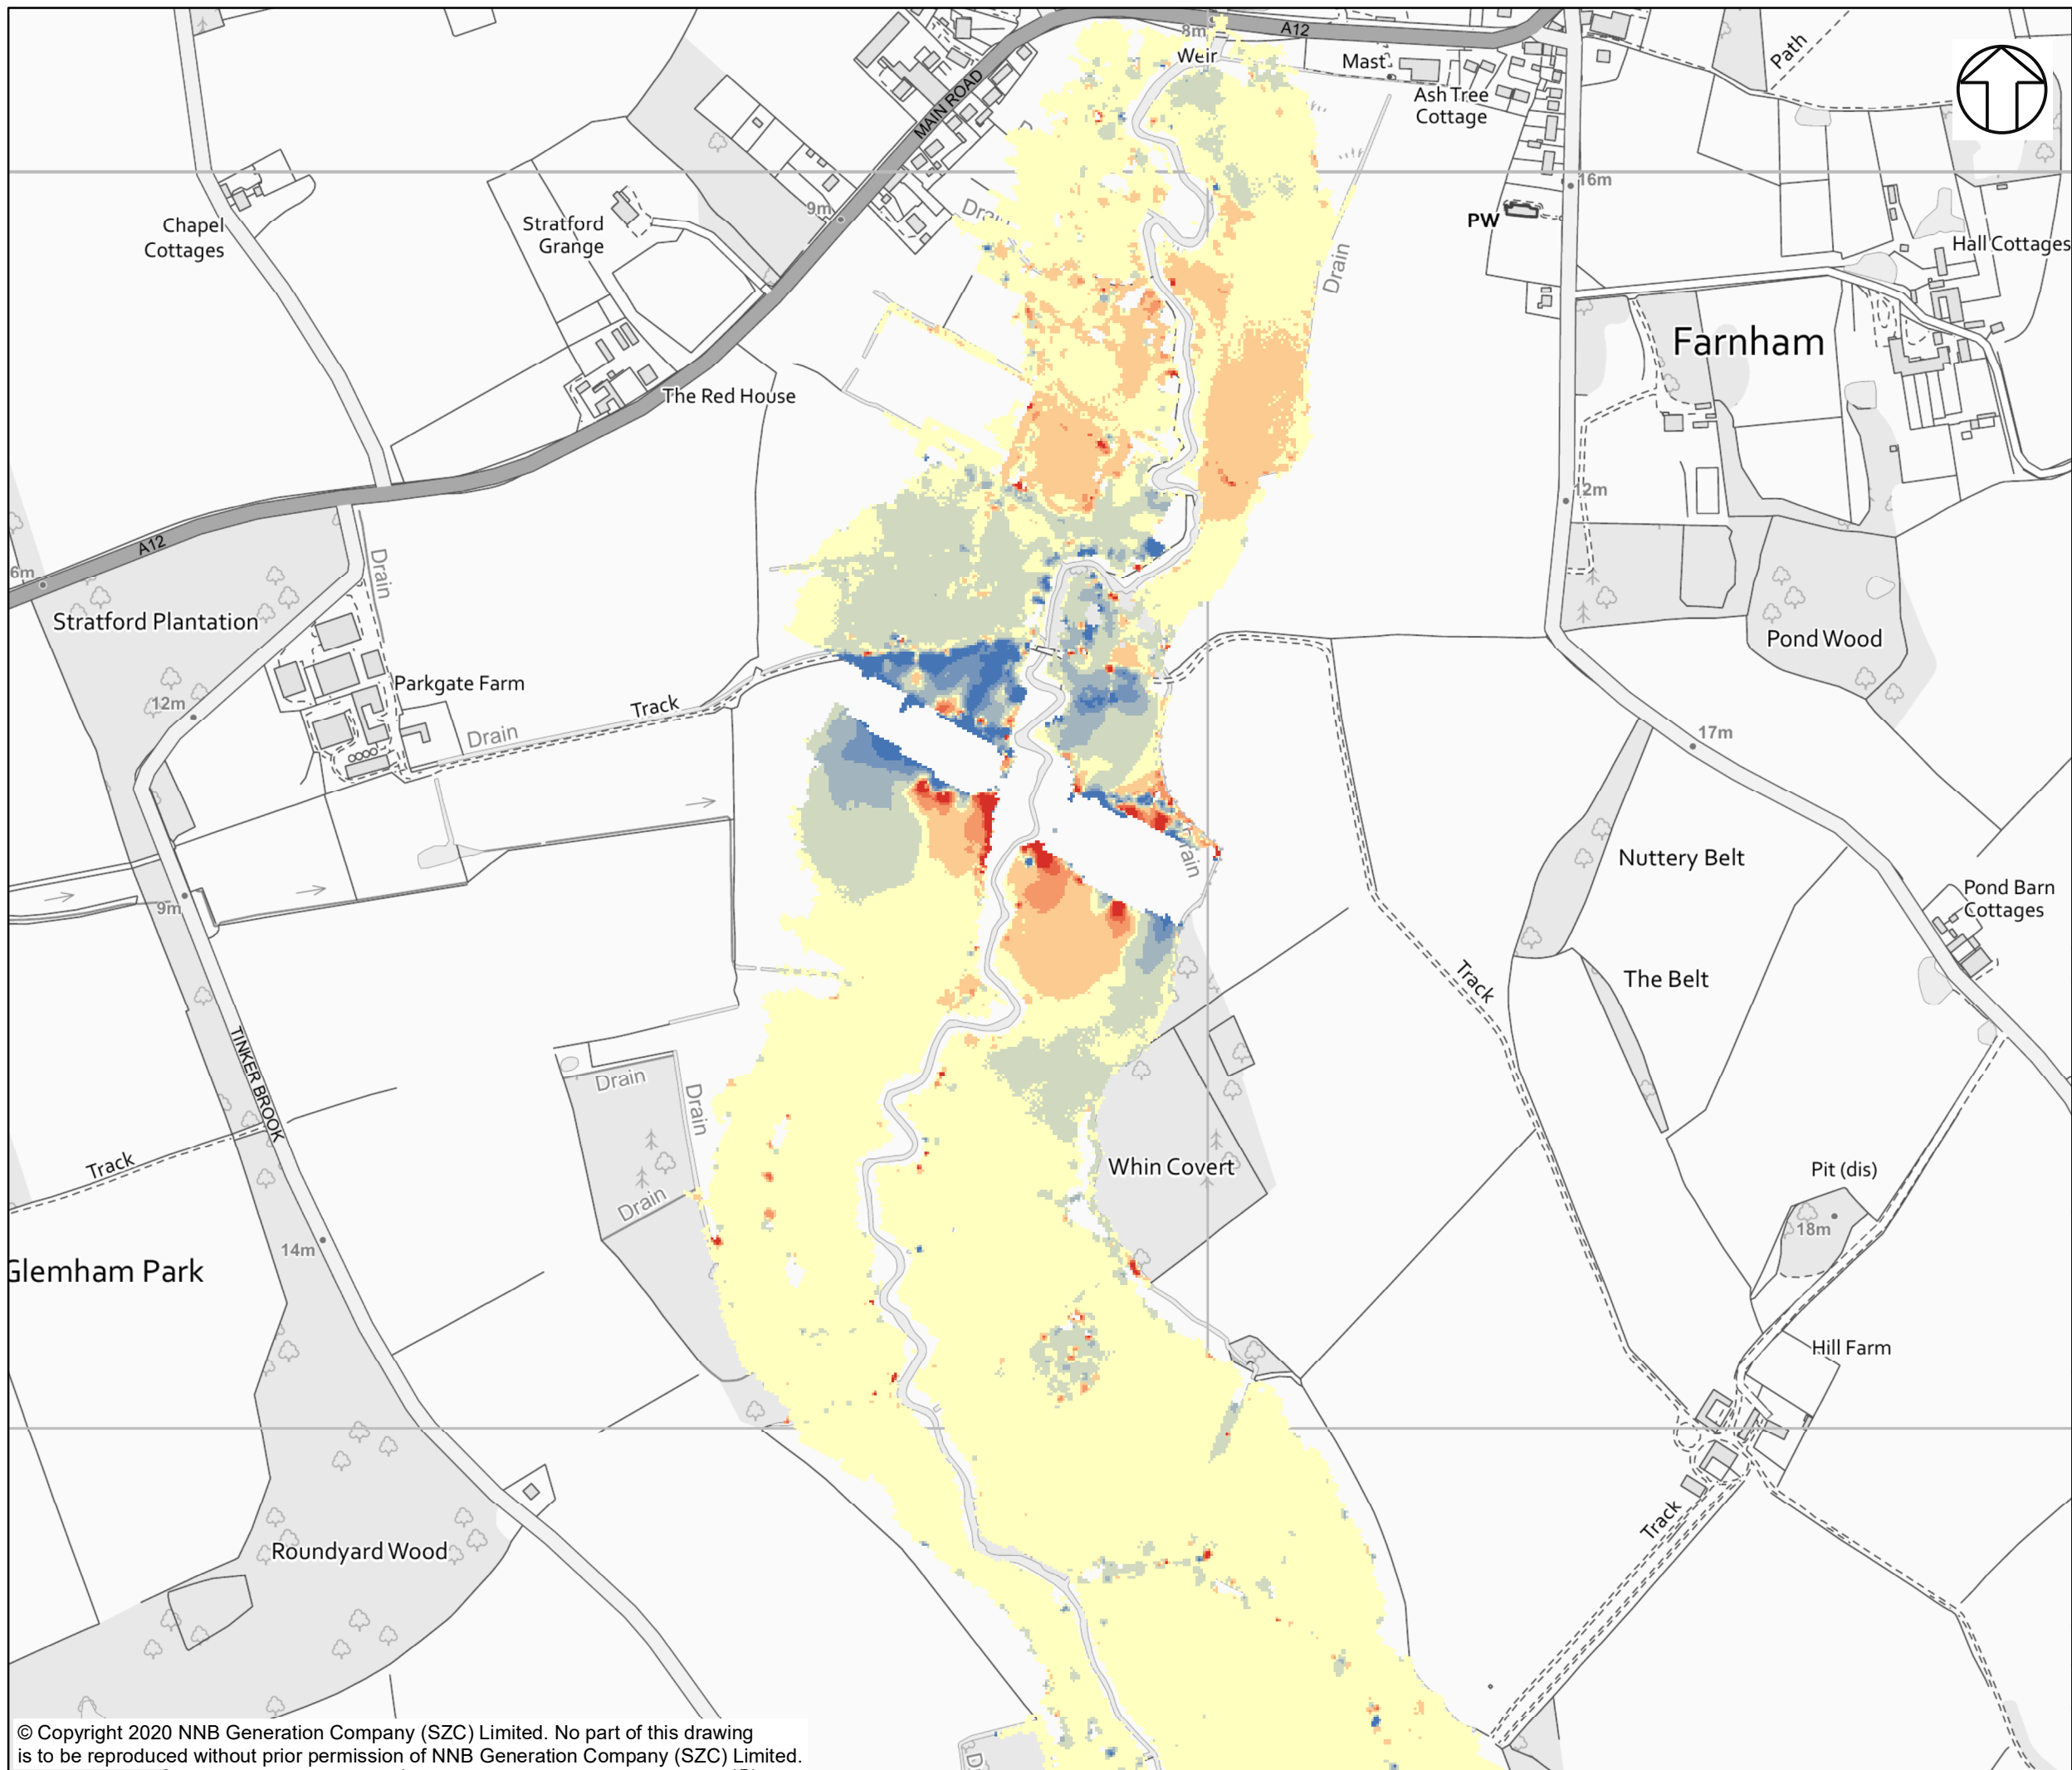 8m
A12
Weir
Mast
Path
Ash Tree
Cottage
MAIN ROAD
16m
9m
PW
Chapel
Cottages
Stratford
Grange
Drain
Hall Cottages
Drain
Farnham
The Red House
12m
A12
Drain
6m
Stratford Plantation
Pond Wood
Parkgate Farm
12m
Track
Drain
17m
Drain
Nuttery Belt
9m
Pond Barn
Cottages
The Belt
Track
TINKER BROOK
Drain
Drain
Track
Whin Covert
Pit (dis)
Drain
18m
14m
Glemham Park
Hill Farm
Track
Roundyard Wood
© Copyright 2020 NNB Generation Company (SZC) Limited. No part of this drawing
is to be reproduced without prior permission of NNB Generation Company (SZC) Limited.